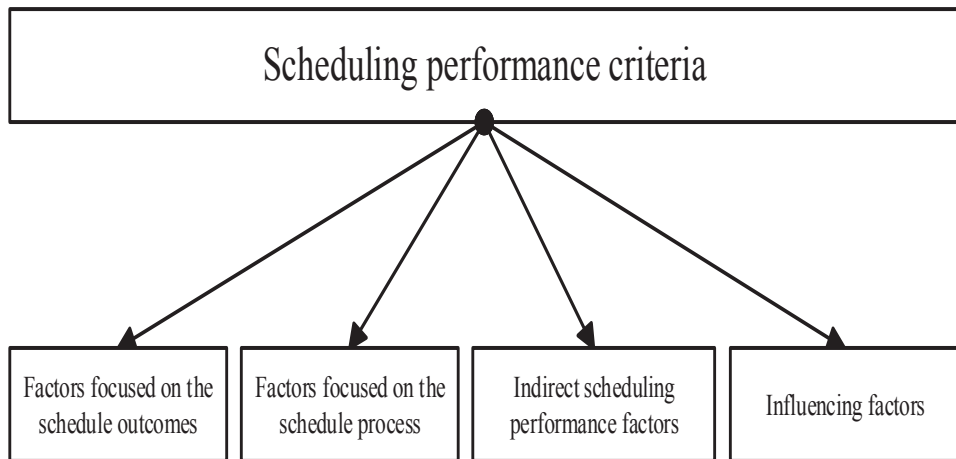 Scheduling performance criteria
Factors focused on the
schedule outcomes
Factors focused on the
schedule process
Indirect scheduling
performance factors
Influencing factors